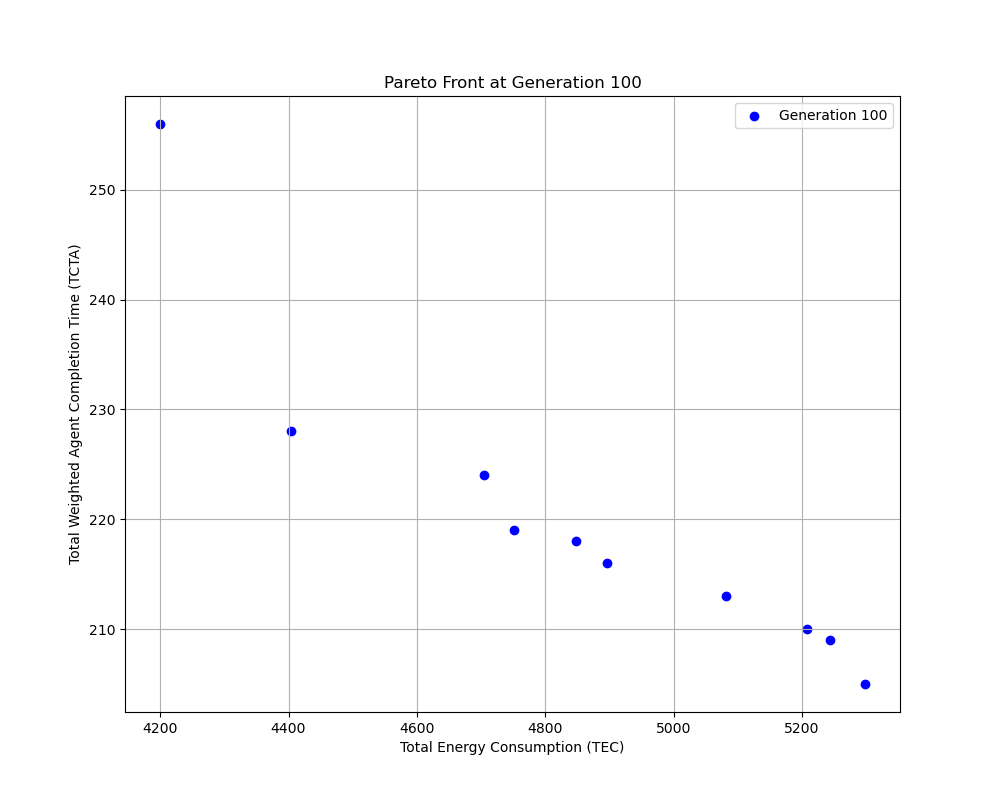 Pareto Front at Generation 100
Generation 100
Total Weighted Agent Completion Time (TCTA)
250
240
230
220
210
4200 4400 4600 4800 5000 5200
Total Energy Consumption (TEC)